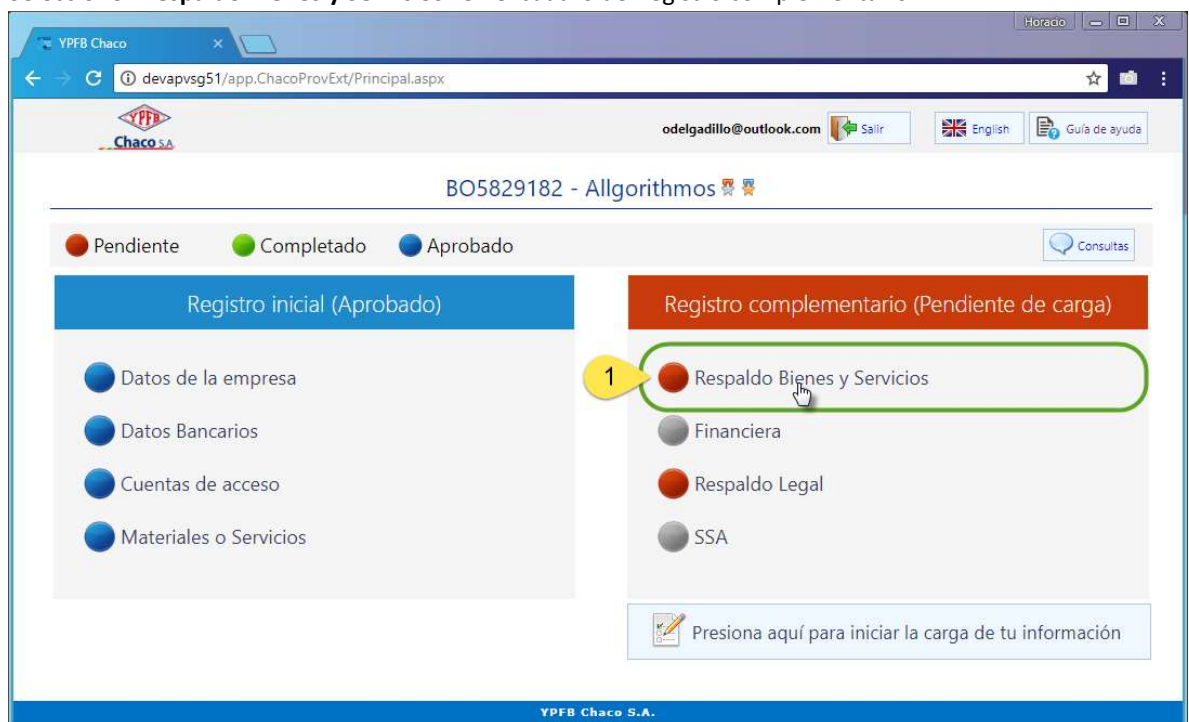 Horacio
YPFB Chaco
devapvsg51/app.ChacoProvExt/Principal.aspx
YPFB
Chaco S.A.
odelgadillo@outlook.com Salir English Guía de ayuda
BO5829182 - Allgorithmos
Pendiente Completado Aprobado Consultas
Registro inicial (Aprobado)
Datos de la empresa
Datos Bancarios
Cuentas de acceso
Materiales o Servicios
Registro complementario (Pendiente de carga)
1 Respaldo Bienes y Servicios
Financiera
Respaldo Legal
SSA
Presiona aquí para iniciar la carga de tu información
YPFB Chaco S.A.